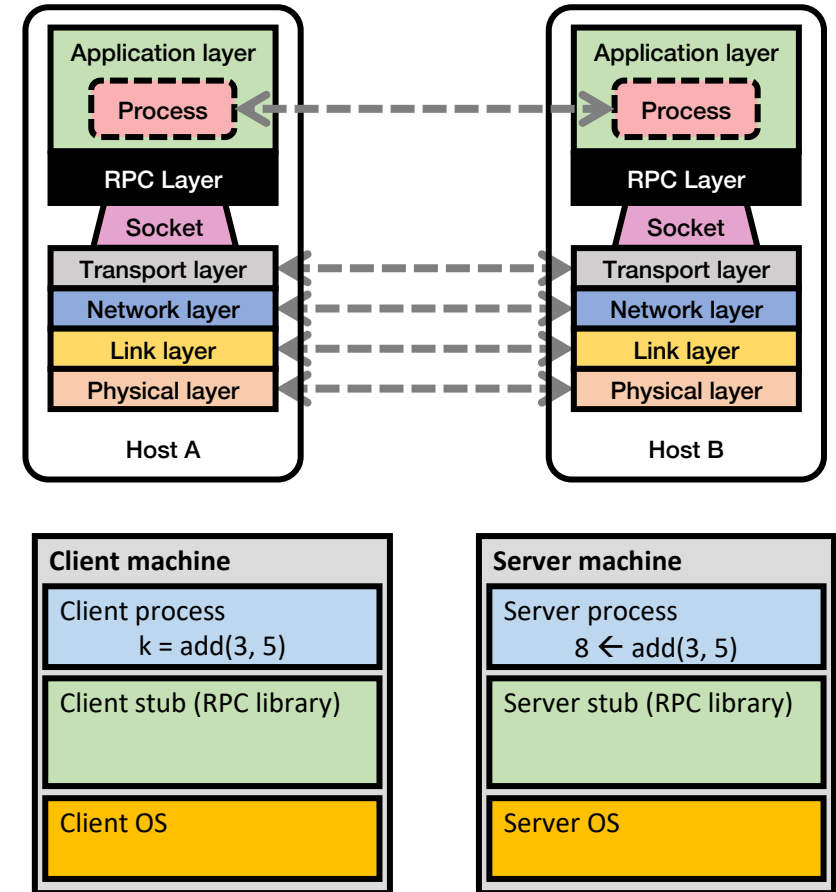 Application layer
Process
RPC Layer
Socket
Transport layer
Network layer
Link layer
Physical layer
Host A
Application layer
Process
RPC Layer
Socket
Transport layer
Network layer
Link layer
Physical layer
Host B
Client machine
Client process
k = add(3, 5)
Client stub (RPC library)
Client OS
Server machine
Server process
8 ← add(3, 5)
Server stub (RPC library)
Server OS